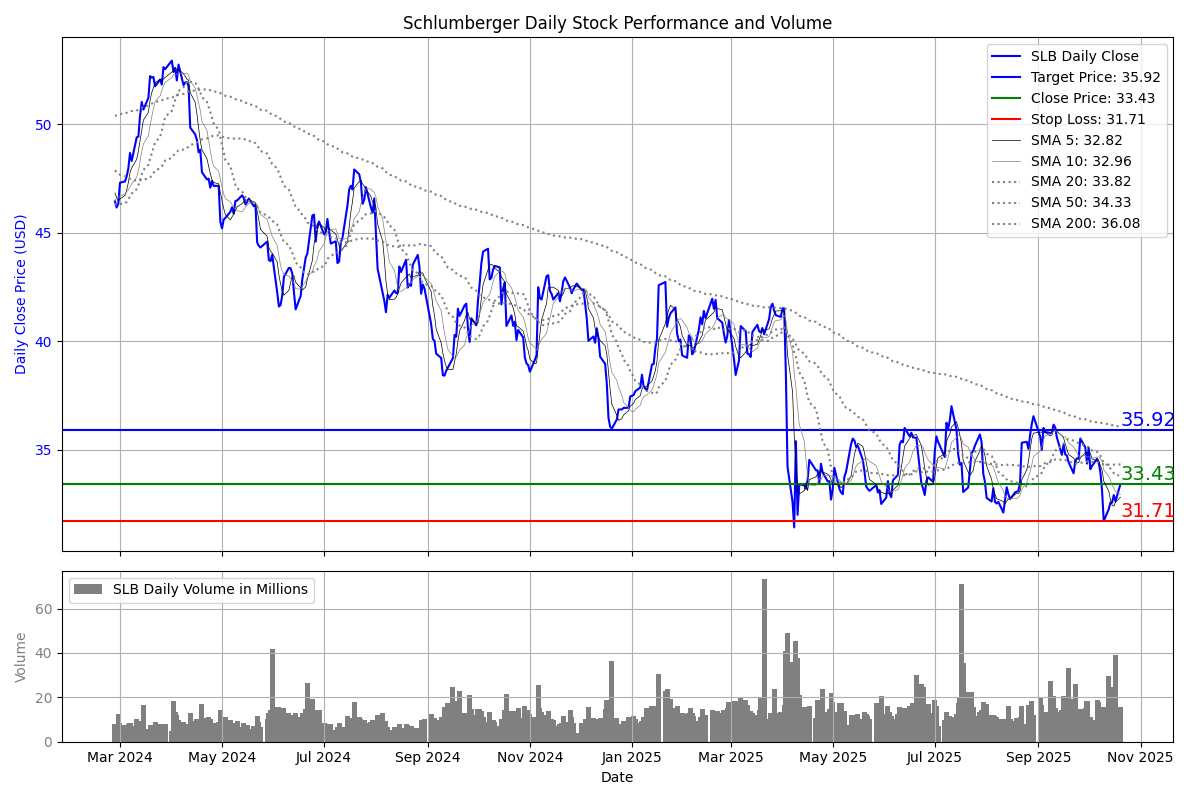 Schlumberger Daily Stock Performance and Volume
Daily Close Price (USD)
50
45
40
35
SLB Daily Close
Target Price: 35.92
Close Price: 33.43
Stop Loss: 31.71
SMA 5: 32.82
SMA 10: 32.96
SMA 20: 33.82
SMA 50: 34.33
SMA 200: 36.08
35.92
33.43
31.71
SLB Daily Volume in Millions
Volume
60
40
20
0
Mar 2024 May 2024 Jul 2024 Sep 2024 Nov 2024 Jan 2025 Mar 2025 May 2025 Jul 2025 Sep 2025 Nov 2025
Date